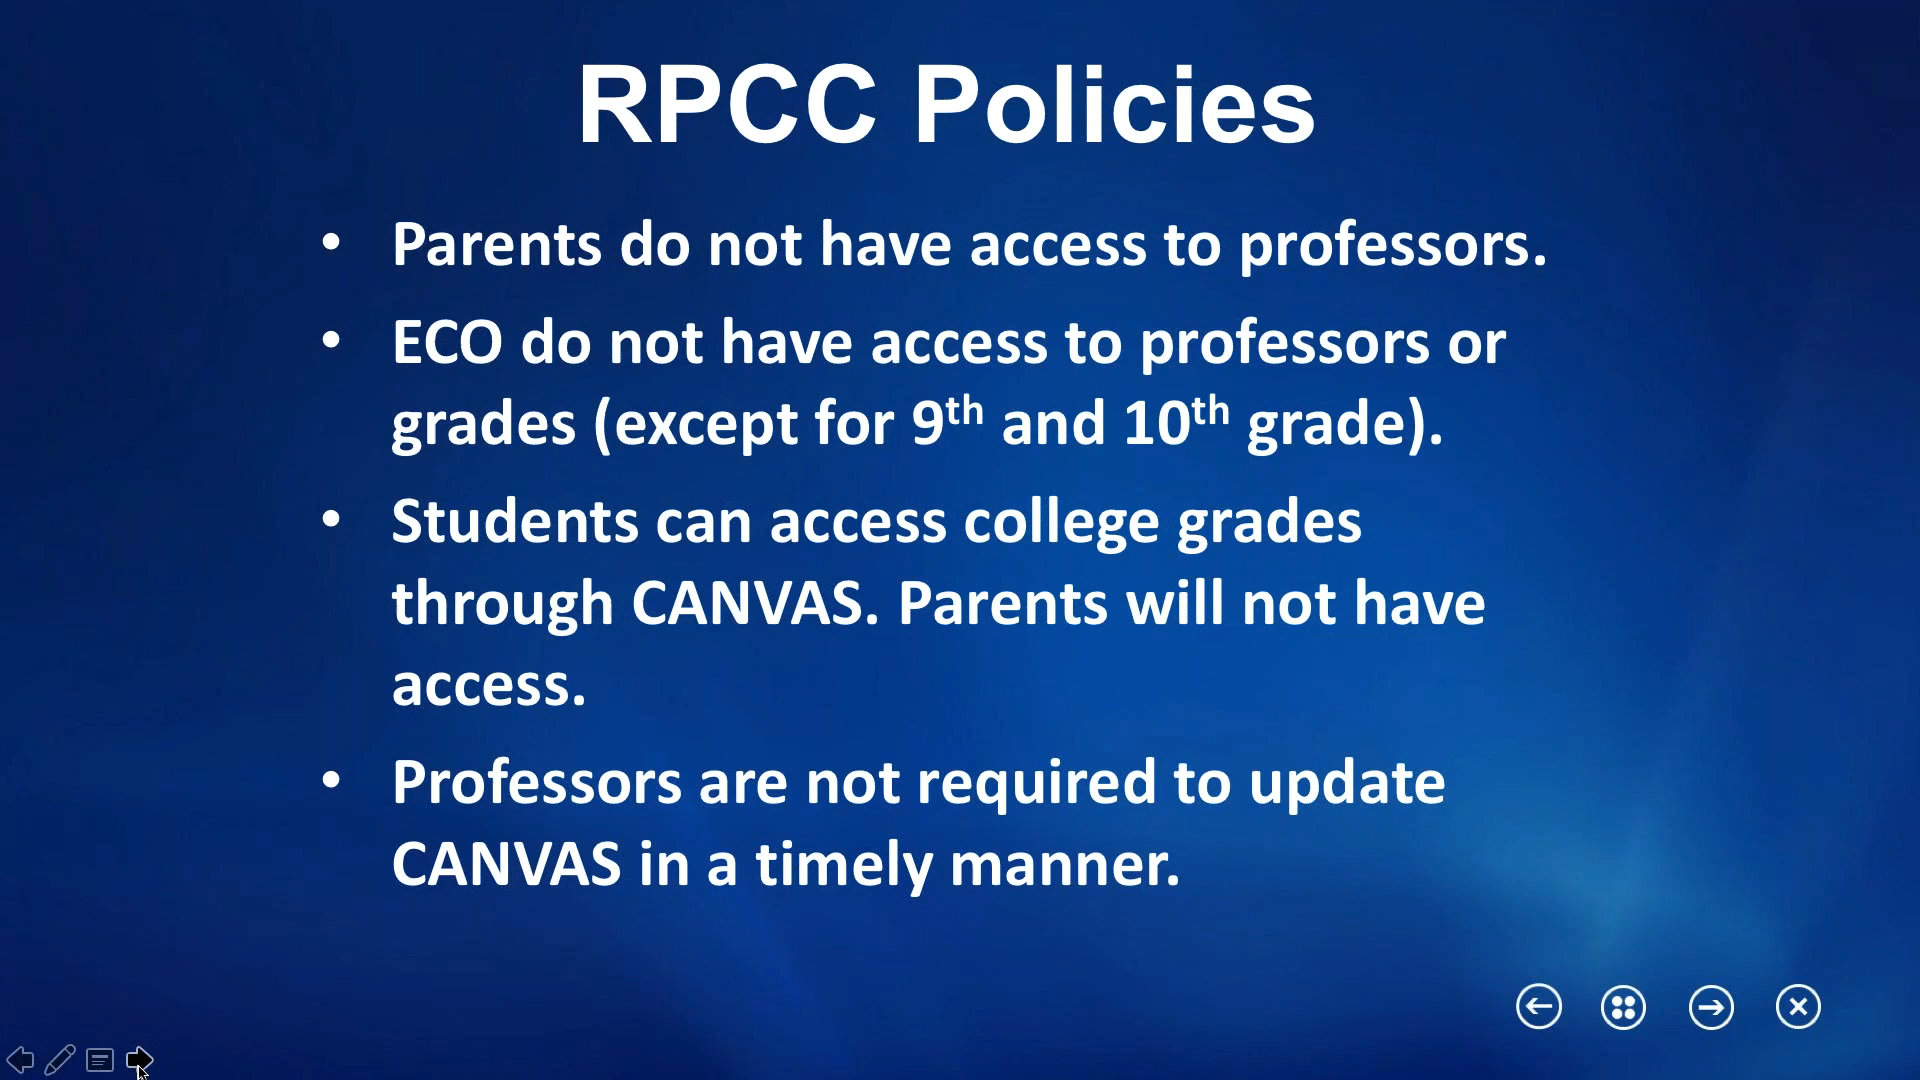 RPCC Policies
• Parents do not have access to professors.
• ECO do not have access to professors or
grades (except for 9th and 10th grade).
• Students can access college grades
through CANVAS. Parents will not have
access.
• Professors are not required to update
CANVAS in a timely manner.